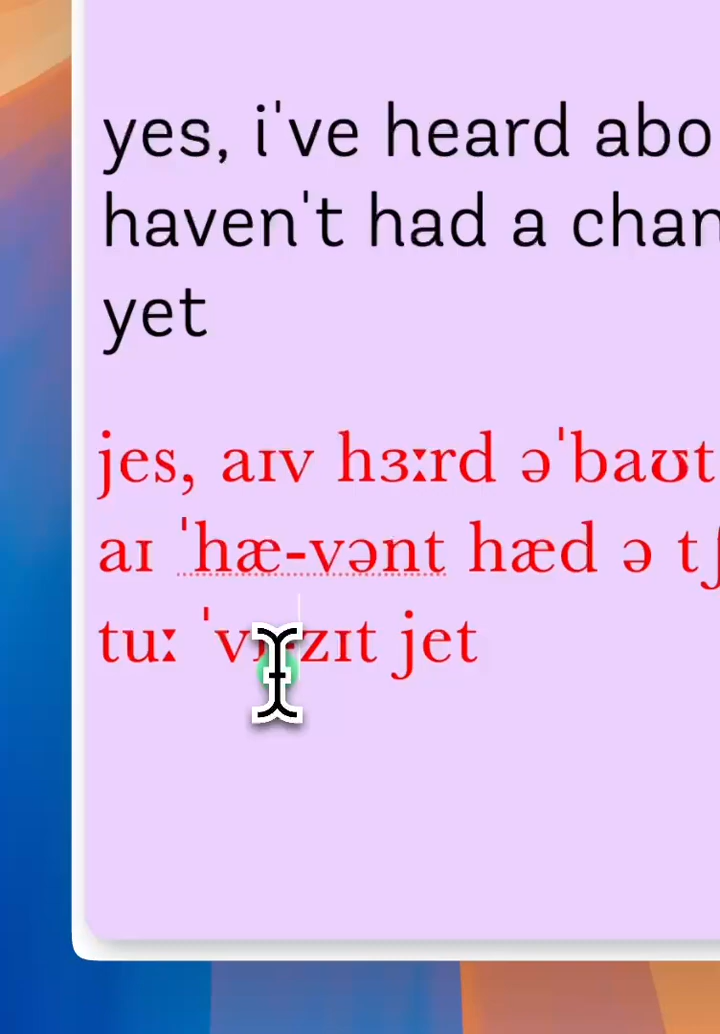 yes, i've heard abo
haven't had a chan
yet
jes, aɪv hɜːrd əˈbaʊt
aɪ ˈhæ-vənt hæd ə tʃ
tuː jet